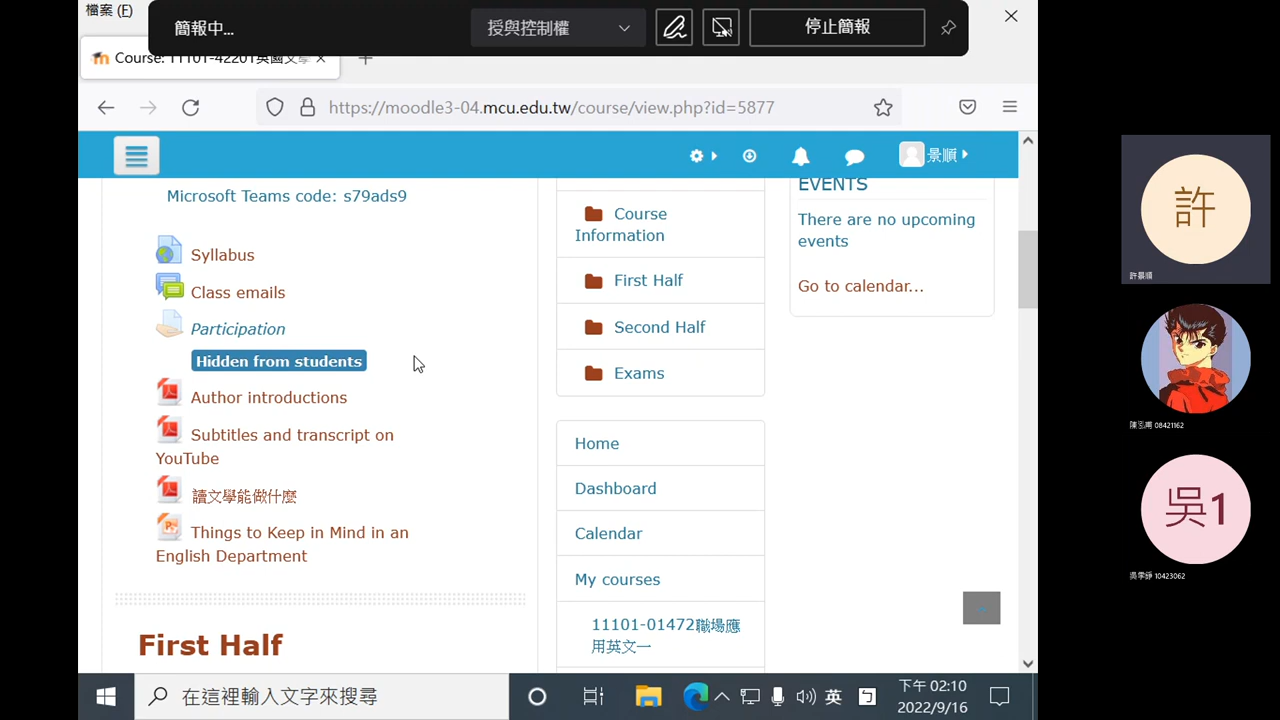 檔案 (F)
簡報中...
授與控制權
停止簡報
Course: 11101-42201英國文學
https://moodle3-04.mcu.edu.tw/course/view.php?id=5877
景順
Microsoft Teams code: s79ads9
Syllabus
Class emails
Participation
Hidden from students
Author introductions
Subtitles and transcript on
YouTube
讀文學能做什麼
Things to Keep in Mind in an
English Department
First Half
Course
Information
First Half
Second Half
Exams
Home
Dashboard
Calendar
My courses
11101-01472職場應
用英文一
EVENTS
There are no upcoming
events
Go to calendar...
許
許景順
08421162
吳1
10423062
在這裡輸入文字來搜尋
英
下午 02:10
2022/9/16